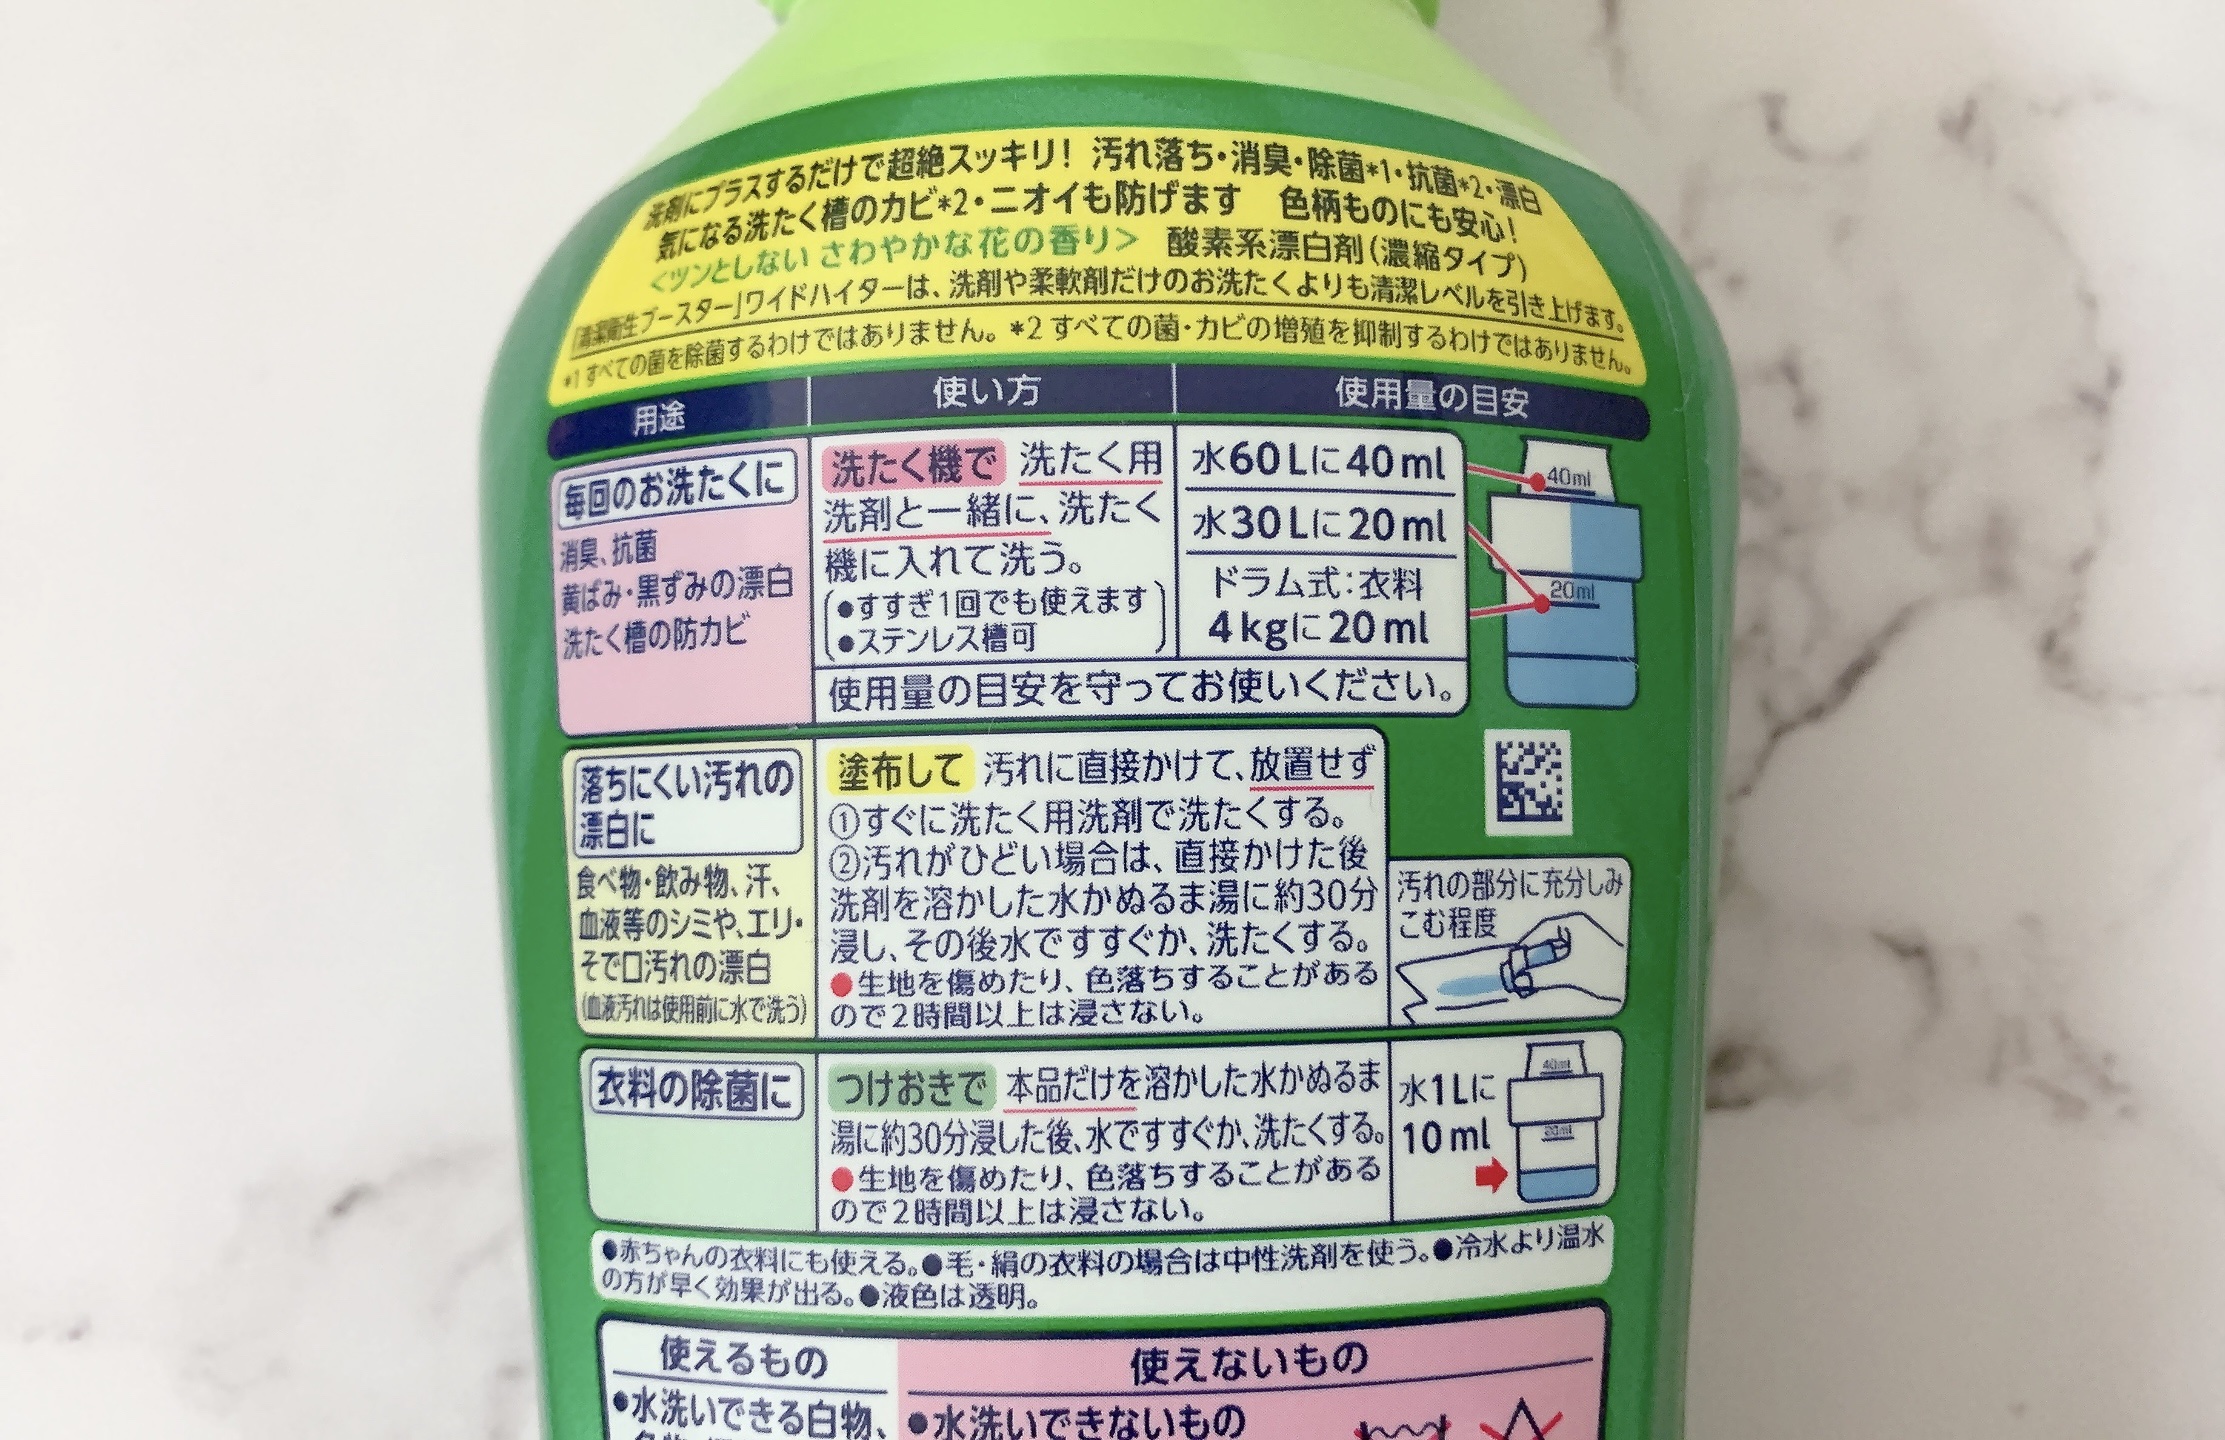 洗剤にプラスするだけで超絶スッキリ! 汚れ落ち・消臭・除菌*1・抗菌*2・漂白
気になる洗たく槽のカビ*2・ニオイも防げます 色柄ものにも安心!
<ツンとしない さわやかな花の香り> 酸素系漂白剤(濃縮タイプ)
「清潔衛生ブースター」ワイドハイターは、洗剤や柔軟剤だけのお洗たくよりも清潔レベルを引き上げます。
*1 すべての菌を除菌するわけではありません。*2 すべての菌・カビの増殖を抑制するわけではありません。
用途
使い方
使用量の目安
毎回のお洗たくに
消臭、抗菌
黄ばみ・黒ずみの漂白
洗たく槽の防カビ
洗たく機で 洗たく用
洗剤と一緒に、洗たく
機に入れて洗う。
●すすぎ1回でも使えます
●ステンレス槽可
水60Lに40ml
水30Lに20ml
ドラム式:衣料
4kgに20ml
40ml
20ml
使用量の目安を守ってお使いください。
落ちにくい汚れの
漂白に
食べ物・飲み物、汗、
血液等のシミや、エリ・
そで口汚れの漂白
(血液汚れは使用前に水で洗う)
塗布して 汚れに直接かけて、放置せず
①すぐに洗たく用洗剤で洗たくする。
②汚れがひどい場合は、直接かけた後
洗剤を溶かした水かぬるま湯に約30分
浸し、その後水ですすぐか、洗たくする。
●生地を傷めたり、色落ちすることがある
ので2時間以上は浸さない。
汚れの部分に充分しみ
こむ程度
衣料の除菌に
つけおきで 本品だけを溶かした水かぬるま
湯に約30分浸した後、水ですすぐか、洗たくする。
●生地を傷めたり、色落ちすることがある
ので2時間以上は浸さない。
水1Lに
10ml
40ml
20ml
●赤ちゃんの衣料にも使える。●毛・絹の衣料の場合は中性洗剤を使う。●冷水より温水
の方が早く効果が出る。●液色は透明。
使えるもの
●水洗いできる白物、
使えないもの
●水洗いできないもの